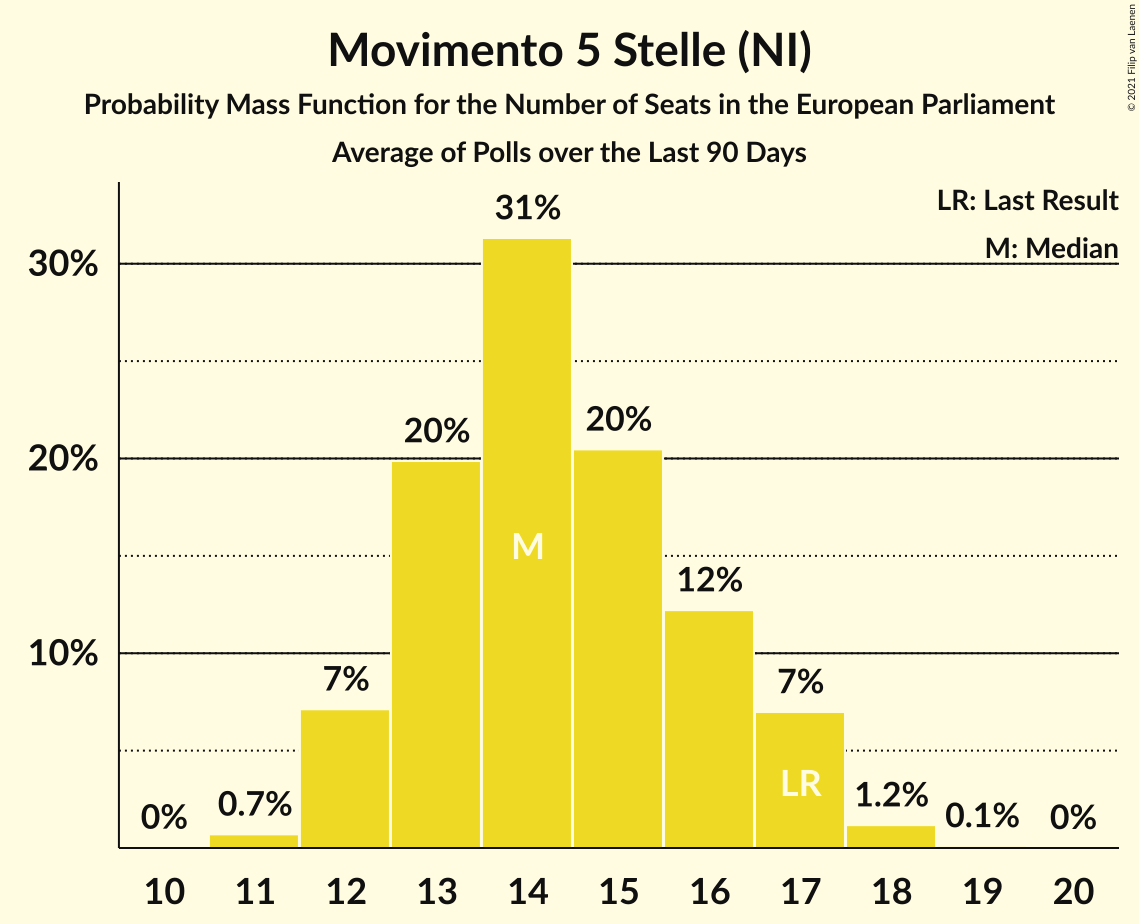 Movimento 5 Stelle (NI)
Probability Mass Function for the Number of Seats in the European Parliament
Average of Polls over the Last 90 Days
© 2021 Filip van Laenen
LR: Last Result
M: Median
31%
30%
20%
20%
20%
M
12%
10%
7%
7%
LR
0%
0.7%
1.2%
0.1%
0%
10 11 12 13 14 15 16 17 18 19 20